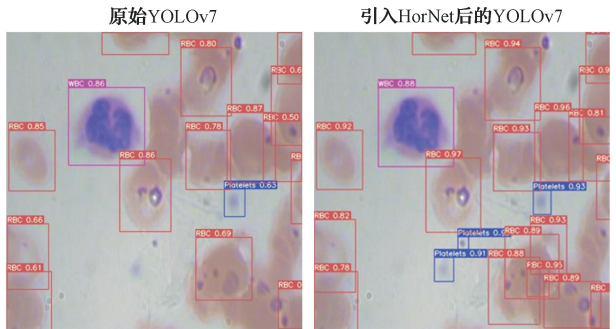 原始YOLOv7
引入HorNet后的YOLOv7
RBC 0.80
WBC 0.86
RBC 0.87
RBC 0.50
RBC 0.85
RBC 0.78
RBC 0.86
Platelets 0.63
RBC 0.66
RBC 0.69
RBC 0.61
RBC 0.94
WBC 0.88
RBC 0.96
RBC 0.81
RBC 0.92
RBC 0.93
RBC 0.97
Platelets 0.93
RBC 0.82
RBC 0.93
RBC 0.89
Platelets
Platelets 0.91
RBC 0.88
RBC 0.78
RBC 0.95
RBC 0.89